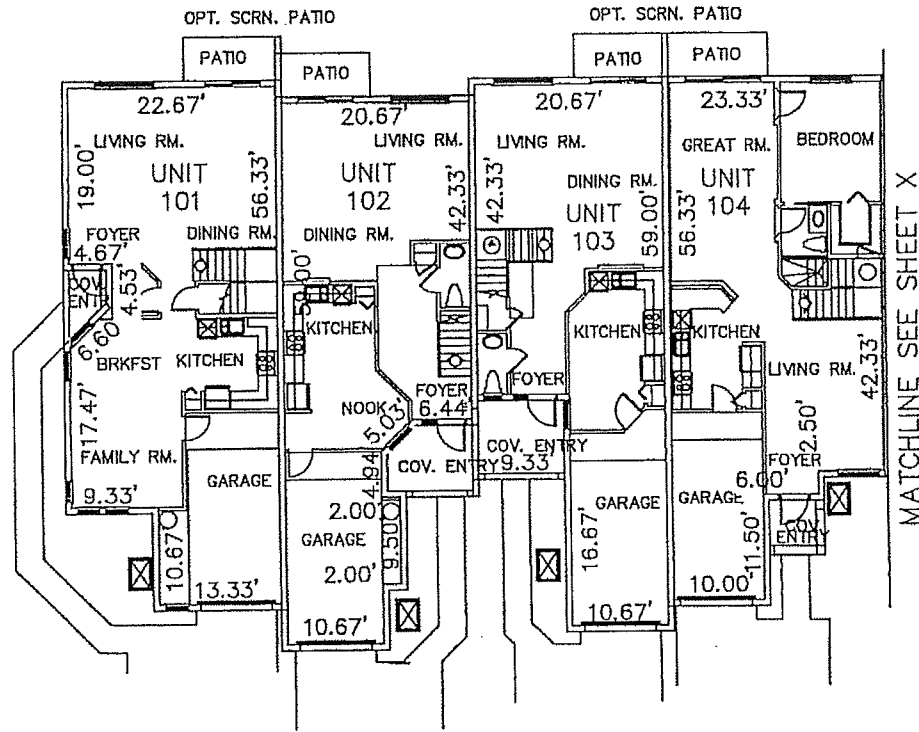 OPT. SCRN. PATIO
OPT. SCRN. PATIO
PATIO
PATIO
PATIO
PATIO
22.67'
LIVING RM.
UNIT
101
19.00'
56.33'
FOYER
4.67'
DINING RM.
COV.
ENTRY
4.53'
6.60
BRKFST
KITCHEN
17.47'
FAMILY RM.
9.33'
GARAGE
10.67'
13.33'
20.67'
LIVING RM.
UNIT
102
42.33'
DINING RM.
KITCHEN
NOOK
5.03'
FOYER
6.44'
4.94
COV. ENTRY
2.00'
GARAGE
9.50'
2.00'
10.67'
20.67'
LIVING RM.
42.33'
DINING RM.
UNIT
103
59.00'
KITCHEN
FOYER
COV. ENTRY
9.33'
GARAGE
16.67'
10.67'
23.33'
GREAT RM.
BEDROOM
UNIT
104
56.33'
KITCHEN
LIVING RM.
42.33'
2.50'
FOYER
6.00'
GARAGE
COV.
ENTRY
11.50'
10.00'
MATCHLINE SEE SHEET X